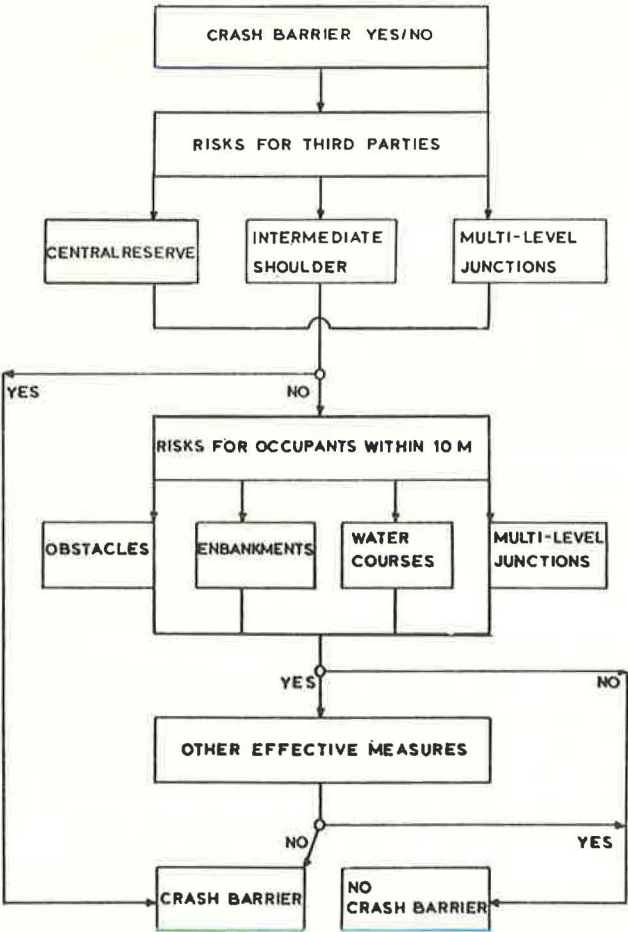 CRASH BARRIER YES/NO
RISKS FOR THIRD PARTIES
CENTRAL RESERVE
INTERMEDIATE
SHOULDER
MULTI-LEVEL
JUNCTIONS
YES
NO
RISKS FOR OCCUPANTS WITHIN 10 M
OBSTACLES
ENBANKMENTS
WATER
COURSES
MULTI-LEVEL
JUNCTIONS
YES
NO
OTHER EFFECTIVE MEASURES
NO
YES
CRASH BARRIER
NO
CRASH BARRIER